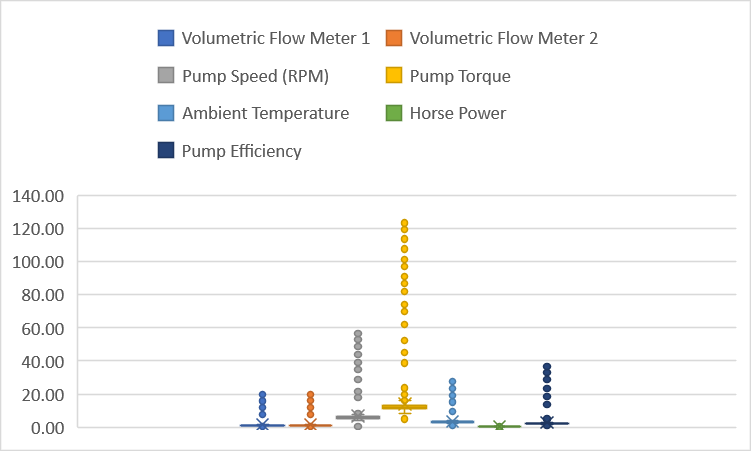 Volumetric Flow Meter 1 Volumetric Flow Meter 2
Pump Speed (RPM) Pump Torque
Ambient Temperature Horse Power
Pump Efficiency
140.00
120.00
100.00
80.00
60.00
40.00
20.00
0.00